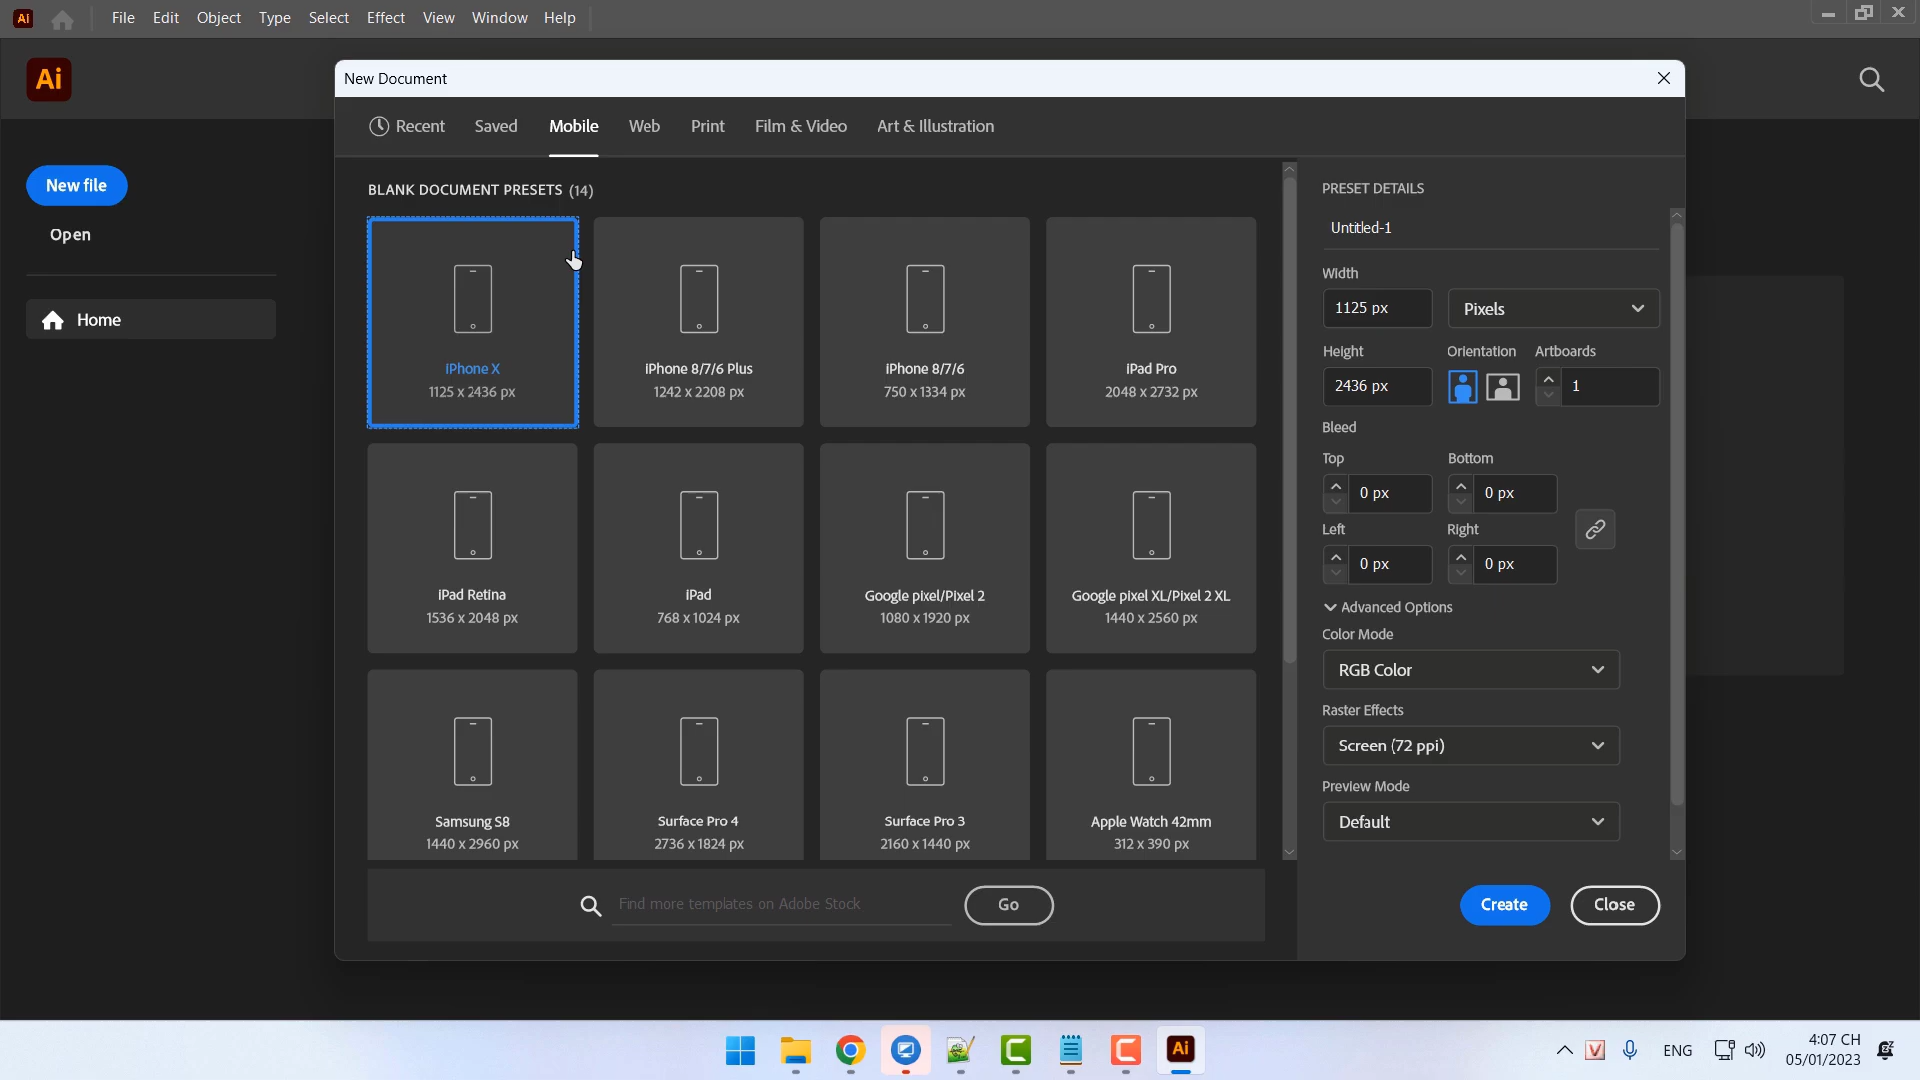 Ai File Edit Object Type Select Effect View Window Help
Ai
New Document
Recent Saved Mobile Web Print Film & Video Art & Illustration
New file
Open
Home
BLANK DOCUMENT PRESETS (14)
iPhone X
1125 x 2436 px
iPhone 8/7/6 Plus
1242 x 2208 px
iPhone 8/7/6
750 x 1334 px
iPad Pro
2048 x 2732 px
iPad Retina
1536 x 2048 px
iPad
768 x 1024 px
Google pixel/Pixel 2
1080 x 1920 px
Google pixel XL/Pixel 2 XL
1440 x 2560 px
Samsung S8
1440 x 2960 px
Surface Pro 4
2736 x 1824 px
Surface Pro 3
2160 x 1440 px
Apple Watch 42mm
312 x 390 px
Find more templates on Adobe Stock
Go
PRESET DETAILS
Untitled-1
Width
1125 px Pixels
Height Orientation Artboards
2436 px 1
Bleed
Top Bottom
0 px 0 px
Left Right
0 px 0 px
Advanced Options
Color Mode
RGB Color
Raster Effects
Screen (72 ppi)
Preview Mode
Default
Create Close
Ai
V
ENG
4:07 CH
05/01/2023